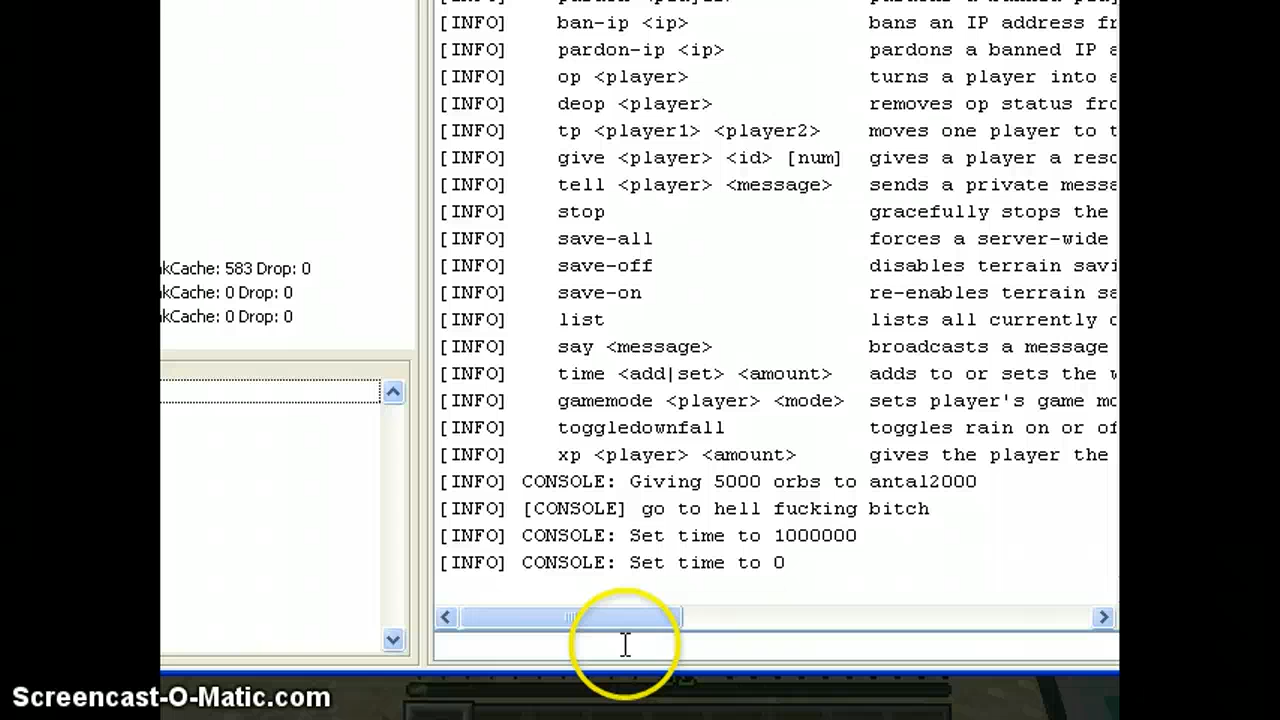 [INFO] ban-ip <ip> bans an IP address fr
[INFO] pardon-ip <ip> pardons a banned IP
[INFO] op <player> turns a player into
[INFO] deop <player> removes op status fro
[INFO] tp <player1> <player2> moves one player to t
[INFO] give <player> <id> [num] gives a player a reso
[INFO] tell <player> <message> sends a private messa
[INFO] stop gracefully stops the
[INFO] save-all forces a server-wide
[INFO] save-off disables terrain savi
[INFO] save-on re-enables terrain sa
[INFO] list lists all currently
[INFO] say <message> broadcasts a message
[INFO] time <add|set> <amount> adds to or sets the w
[INFO] gamemode <player> <mode> sets player's game mo
[INFO] toggledownfall toggles rain on or of
[INFO] xp <player> <amount> gives the player the
[INFO] CONSOLE: Giving 5000 orbs to antal2000
[INFO] [CONSOLE] go to hell fucking bitch
[INFO] CONSOLE: Set time to 1000000
[INFO] CONSOLE: Set time to 0
kCache: 583 Drop: 0
kCache: 0 Drop: 0
kCache: 0 Drop: 0
Screencast-O-Matic.com